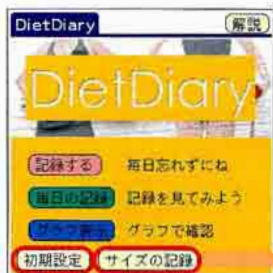 DietDiary 解説
DietDiary
記録する 毎日忘れずにね
毎日の記録 記録を見てみよう
グラフ表示 グラフで確認
初期設定 サイズの記録